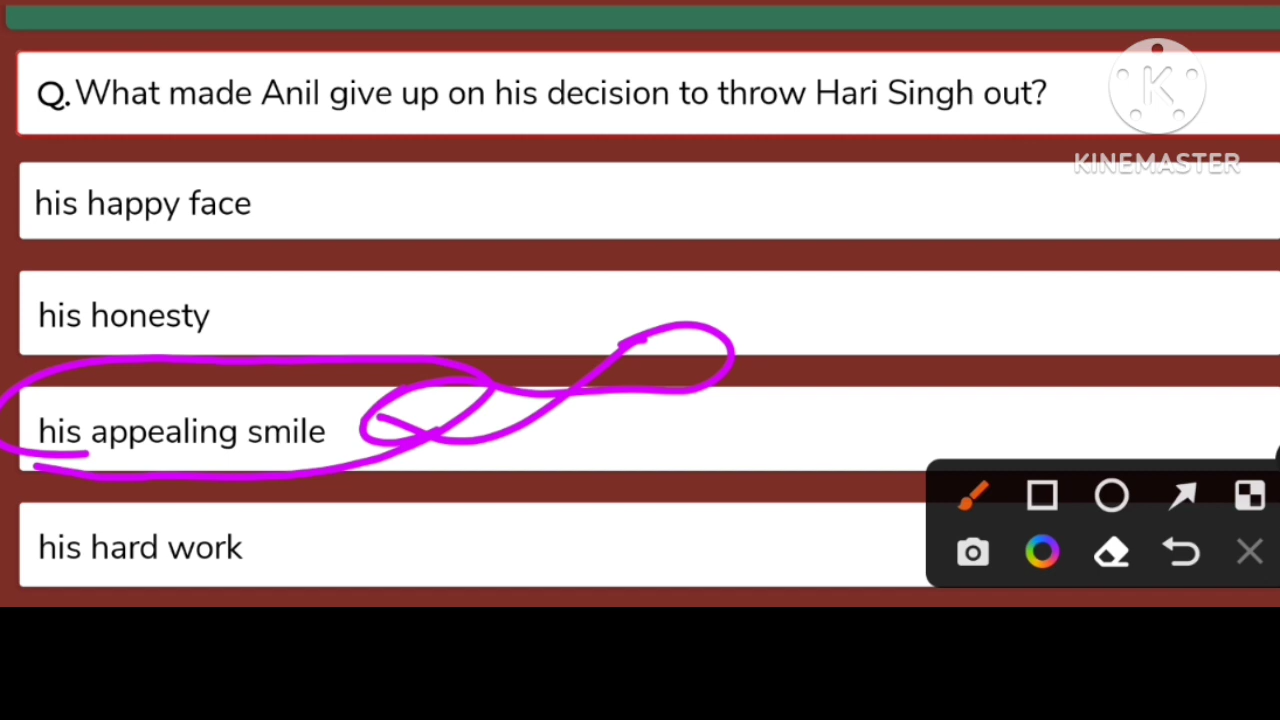 Q. What made Anil give up on his decision to throw Hari Singh out?
K
KINEMASTER
his happy face
his honesty
his appealing smile
his hard work